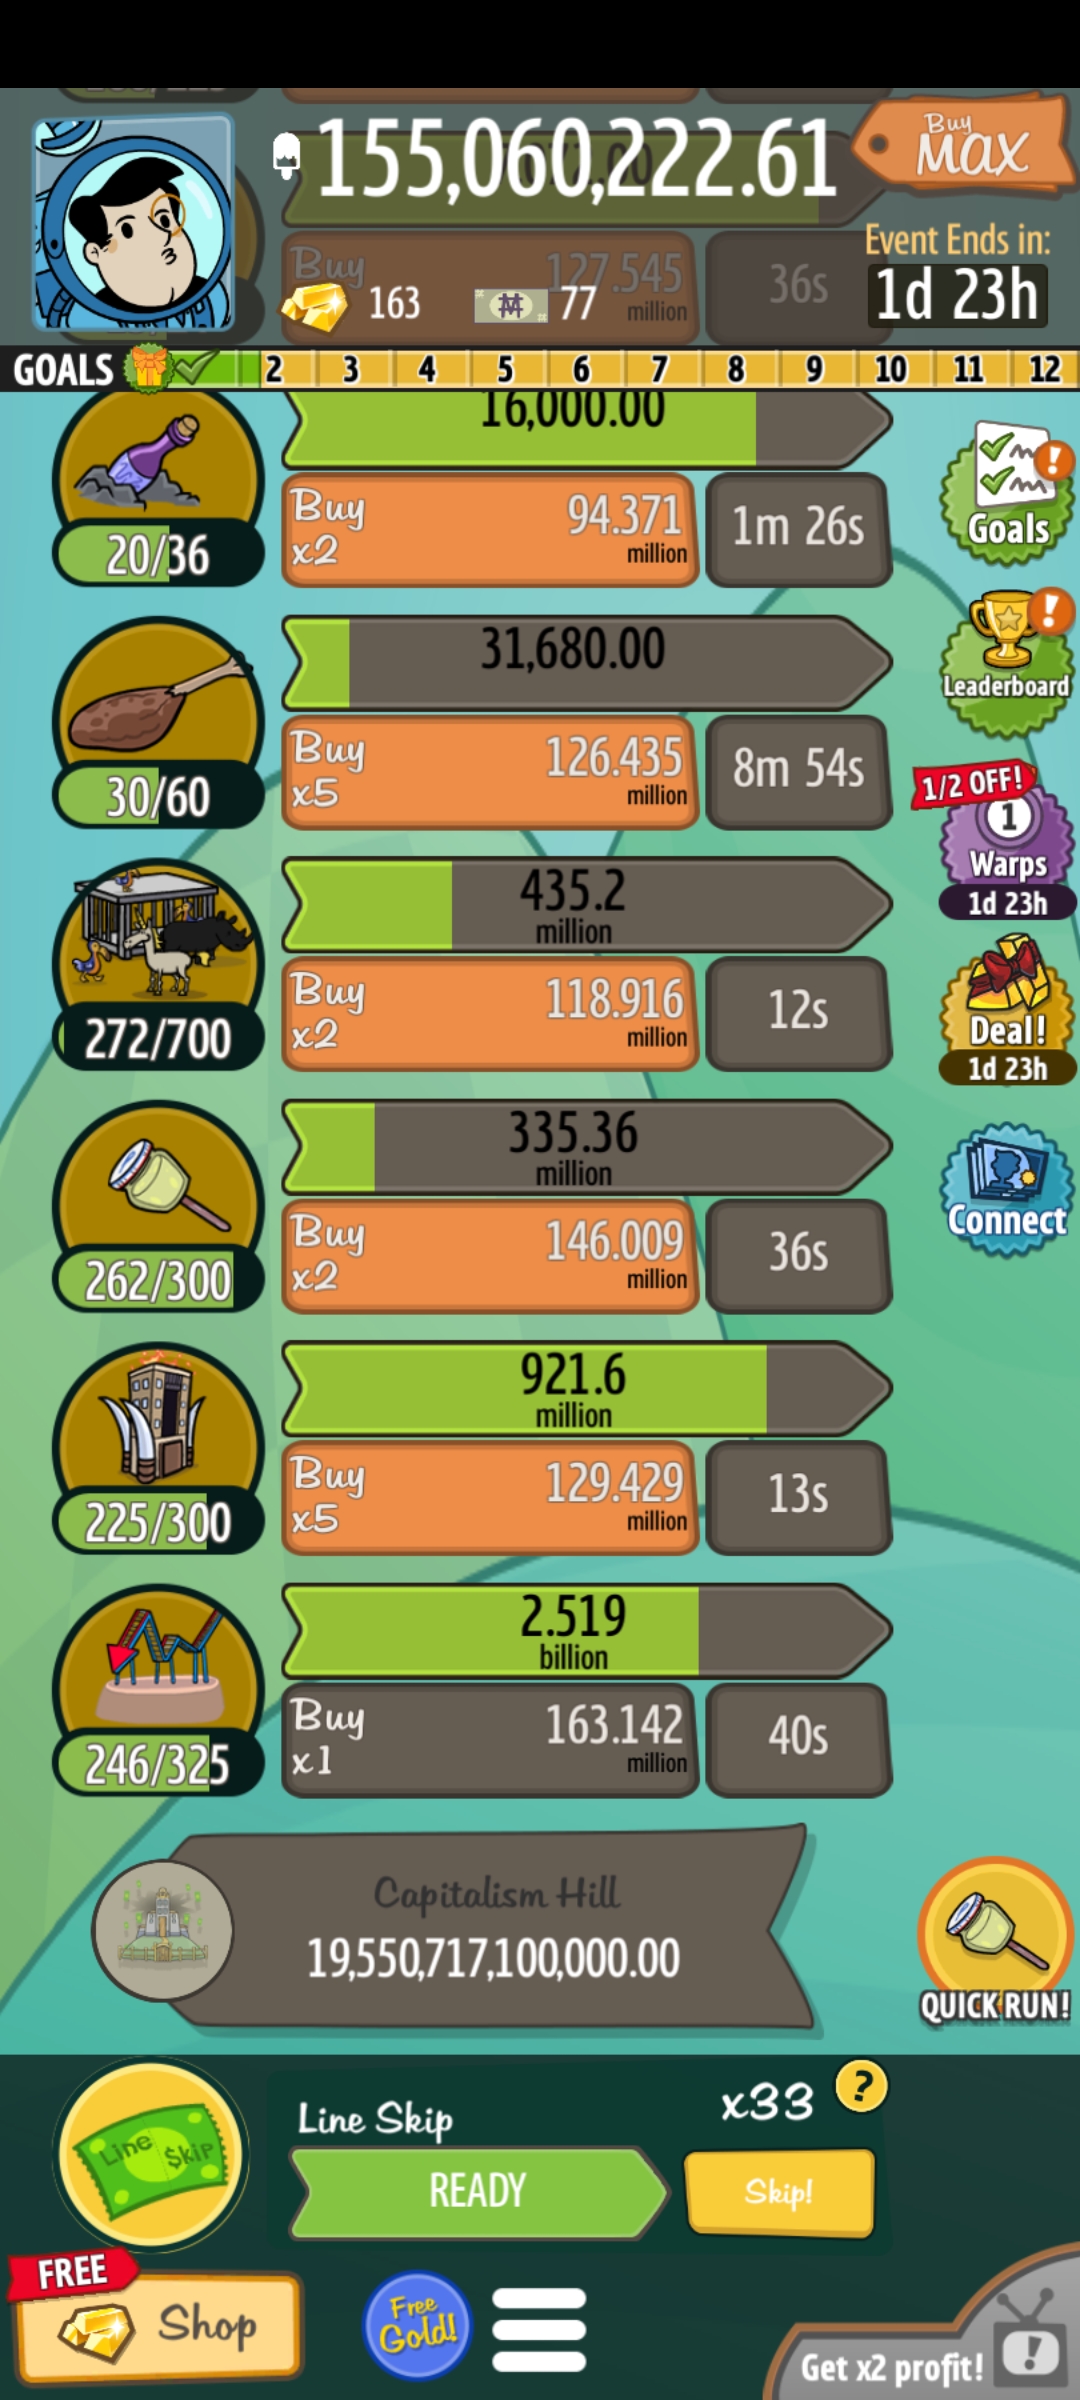 155,060,222.61
Buy
MAX
Event Ends in:
1d 23h
Buy
127.545
million
36s
163
77
GOALS 2 3 4 5 6 7 8 9 10 11 12
16,000.00
20/36
Buy
x2
94.371
million
1m 26s
Goals
31,680.00
30/60
Buy
x5
126.435
million
8m 54s
Leaderboard
1/2 OFF!
1
Warps
1d 23h
435.2
million
272/700
Buy
x2
118.916
million
12s
Deal!
1d 23h
335.36
million
262/300
Buy
x2
146.009
million
36s
Connect
921.6
million
225/300
Buy
x5
129.429
million
13s
2.519
billion
246/325
Buy
x1
163.142
million
40s
Capitalism Hill
19,550,717,100,000.00
QUICK RUN!
Line $kip
Line Skip
x33
?
READY
Skip!
FREE
Shop
Free
Gold!
Get x2 profit!